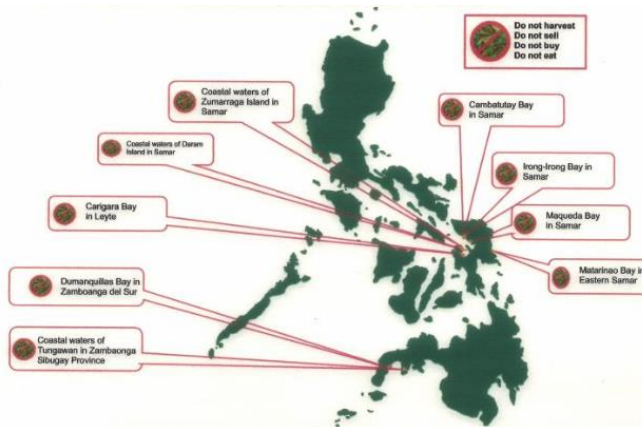 Do not harvest
Do not sell
Do not buy
Do not eat
Coastal waters of
Zumarraga Island in
Samar
Cambatutay Bay
in Samar
Coastal waters of Daram
Island in Samar
Irong-Irong Bay in
Samar
Carigara Bay
in Leyte
Maqueda Bay
in Samar
Matarinao Bay in
Eastern Samar
Dumanquillas Bay in
Zamboanga del Sur
Coastal waters of
Tungawan in Zambaonga
Sibugay Province